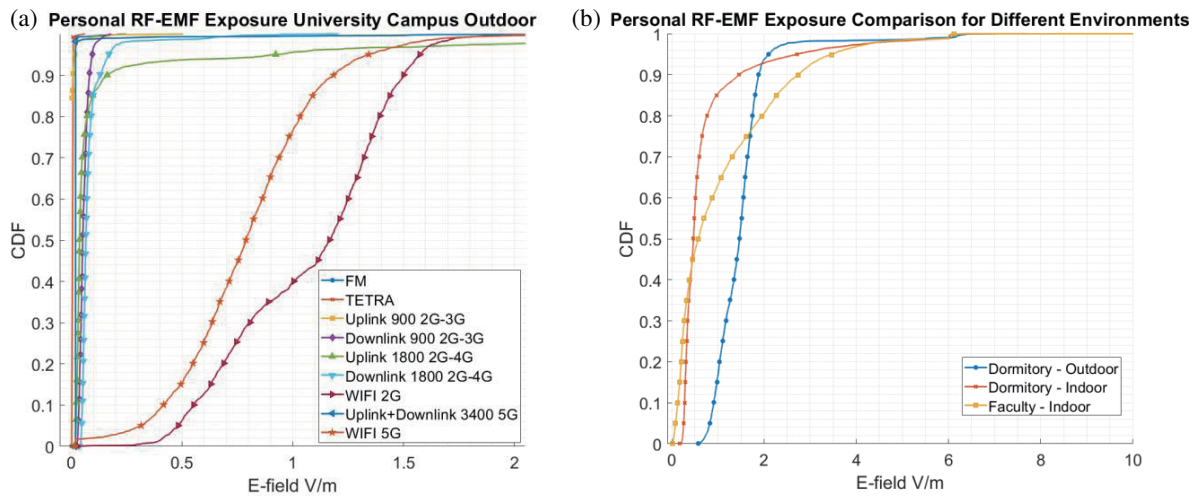 (a)
Personal RF-EMF Exposure University Campus Outdoor
1
0.9
0.8
0.7
0.6
0.5
0.4
0.3
0.2
0.1
0
CDF
0
0.5
1
1.5
2
E-field V/m
FM
TETRA
Uplink 900 2G-3G
Downlink 900 2G-3G
Uplink 1800 2G-4G
Downlink 1800 2G-4G
WIFI 2G
Uplink+Downlink 3400 5G
WIFI 5G
(b)
Personal RF-EMF Exposure Comparison for Different Environments
1
0.9
0.8
0.7
0.6
0.5
0.4
0.3
0.2
0.1
0
CDF
0
2
4
6
8
10
E-field V/m
Dormitory - Outdoor
Dormitory - Indoor
Faculty - Indoor